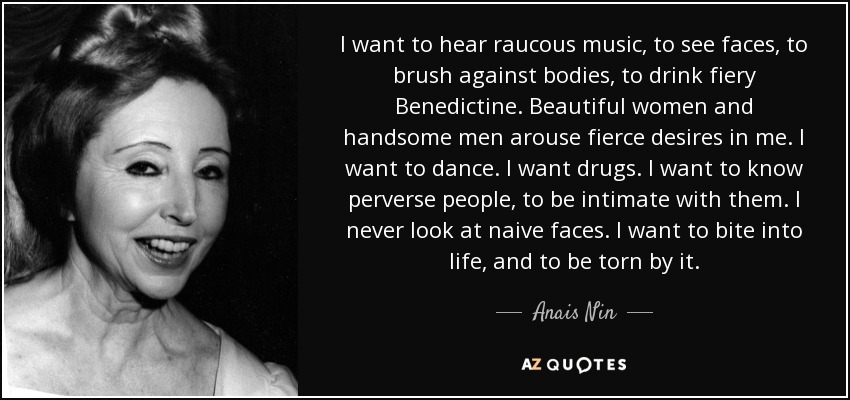 I want to hear raucous music, to see faces, to
brush against bodies, to drink fiery
Benedictine. Beautiful women and
handsome men arouse fierce desires in me. I
want to dance. I want drugs. I want to know
perverse people, to be intimate with them. I
never look at naive faces. I want to bite into
life, and to be torn by it.
Anais Nin
AZ QUOTES